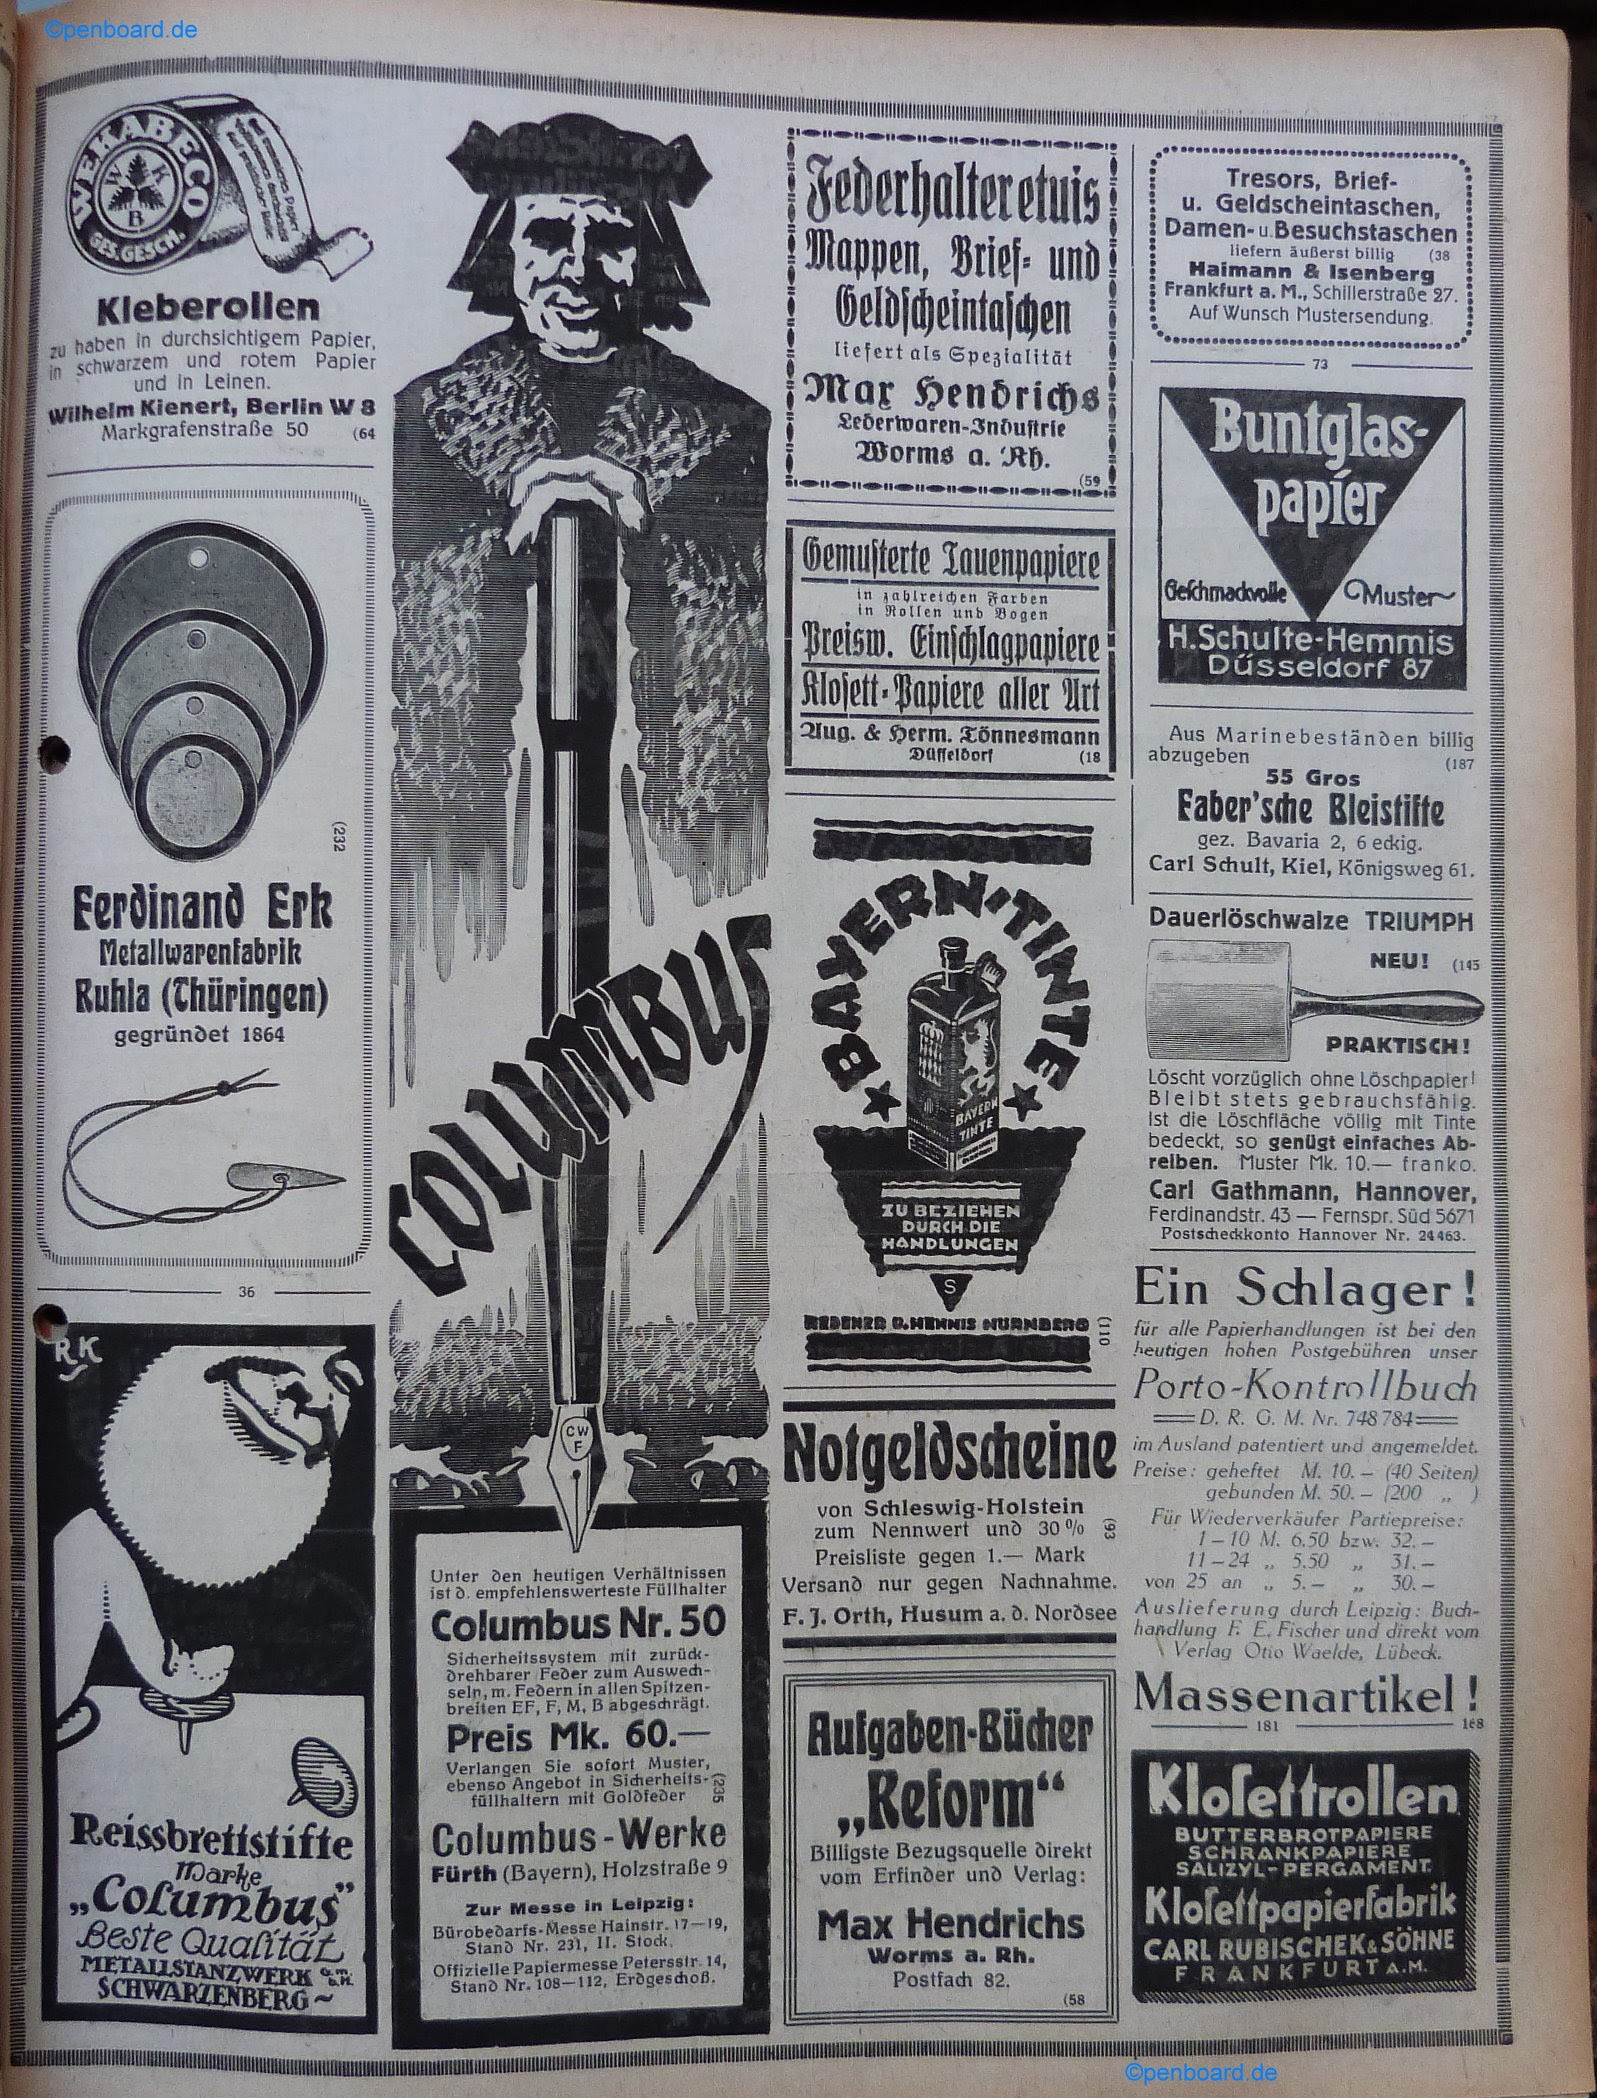 ©penboard.de
WEKABECO
W K
B
GES. GESCH.
Kleberollen
zu haben in durchsichtigem Papier,
in schwarzem und rotem Papier
und in Leinen.
Wilhelm Kienert, Berlin W 8
Markgrafenstraße 50 (64
(232
Ferdinand Erk
Metallwarenfabrik
Ruhla (Thüringen)
gegründet 1864
36
RK
Reissbrettstifte
Marke
„Columbus”
Beste Qualität
METALLSTANZWERK G.m.b.H.
SCHWARZENBERG
COLUMBUS
CW
F
Unter den heutigen Verhältnissen
ist d. empfehlenswerteste Füllhalter
Columbus Nr. 50
Sicherheitssystem mit zurück-
drehbarer Feder zum Auswech-
seln, m. Federn in allen Spitzen-
breiten EF, F, M, B abgeschrägt.
Preis Mk. 60.—
Verlangen Sie sofort Muster,
ebenso Angebot in Sicherheits-
füllhaltern mit Goldfeder
(235
Columbus-Werke
Fürth (Bayern), Holzstraße 9
Zur Messe in Leipzig:
Bürobedarfs-Messe Hainstr. 17—19,
Stand Nr. 231, II. Stock.
Offizielle Papiermesse Petersstr. 14,
Stand Nr. 108—112, Erdgeschoß.
Federhalteretuis
Mappen, Brief- und
Geldscheintaschen
liefert als Spezialität
Max Hendrichs
Lederwaren-Industrie
Worms a. Rh.
(59
Gemusterte Tauenpapiere
in zahlreichen Farben
in Rollen und Bogen
Preisw. Einschlagpapiere
Klosett-Papiere aller Art
Aug. & Herm. Tönnesmann
Düsseldorf (18
BAYERN-TINTE
BAYERN
TINTE
ZU BEZIEHEN
DURCH DIE
HANDLUNGEN
S
REDENER U. HENNIS NÜRNBERG
(110
Notgeldscheine
von Schleswig-Holstein
zum Nennwert und 30%
Preisliste gegen 1.— Mark
(93
Versand nur gegen Nachnahme.
F. J. Orth, Husum a. d. Nordsee
Aufgaben-Bücher
„Reform“
Billigste Bezugsquelle direkt
vom Erfinder und Verlag:
Max Hendrichs
Worms a. Rh.
Postfach 82.
(58
Tresors, Brief-
u. Geldscheintaschen,
Damen- u. Besuchstaschen
liefern äußerst billig (38
Haimann & Isenberg
Frankfurt a. M., Schillerstraße 27.
Auf Wunsch Mustersendung.
73
Buntglas-
papier
Geschmackvolle Muster
H. Schulte-Hemmis
Düsseldorf 87
Aus Marinebeständen billig
abzugeben (187
55 Gros
Faber'sche Bleistifte
gez. Bavaria 2, 6 eckig.
Carl Schult, Kiel, Königsweg 61.
Dauerlöschwalze TRIUMPH
NEU! (145
PRAKTISCH!
Löscht vorzüglich ohne Löschpapier!
Bleibt stets gebrauchsfähig.
Ist die Löschfläche völlig mit Tinte
bedeckt, so genügt einfaches Ab-
reiben. Muster Mk. 10.— franko.
Carl Gathmann, Hannover,
Ferdinandstr. 43 — Fernspr. Süd 5671
Postscheckkonto Hannover Nr. 24463.
Ein Schlager!
für alle Papierhandlungen ist bei den
heutigen hohen Postgebühren unser
Porto-Kontrollbuch
D. R. G. M. Nr. 748784
im Ausland patentiert und angemeldet.
Preise: geheftet M. 10.— (40 Seiten)
gebunden M. 50.— (200 „ )
Für Wiederverkäufer Partiepreise:
1—10 M. 6.50 bzw. 32.—
11—24 „ 5.50 „ 31.—
von 25 an „ 5.— „ 30.—
Auslieferung durch Leipzig: Buch-
handlung F. E. Fischer und direkt vom
Verlag Otto Waelde, Lübeck.
Massenartikel!
181 168
Klosettrollen
BUTTERBROTPAPIERE
SCHRANKPAPIERE
SALIZYL-PERGAMENT.
Klosettpapierfabrik
CARL RUBISCHEK & SÖHNE
FRANKFURT A.M.
©penboard.de